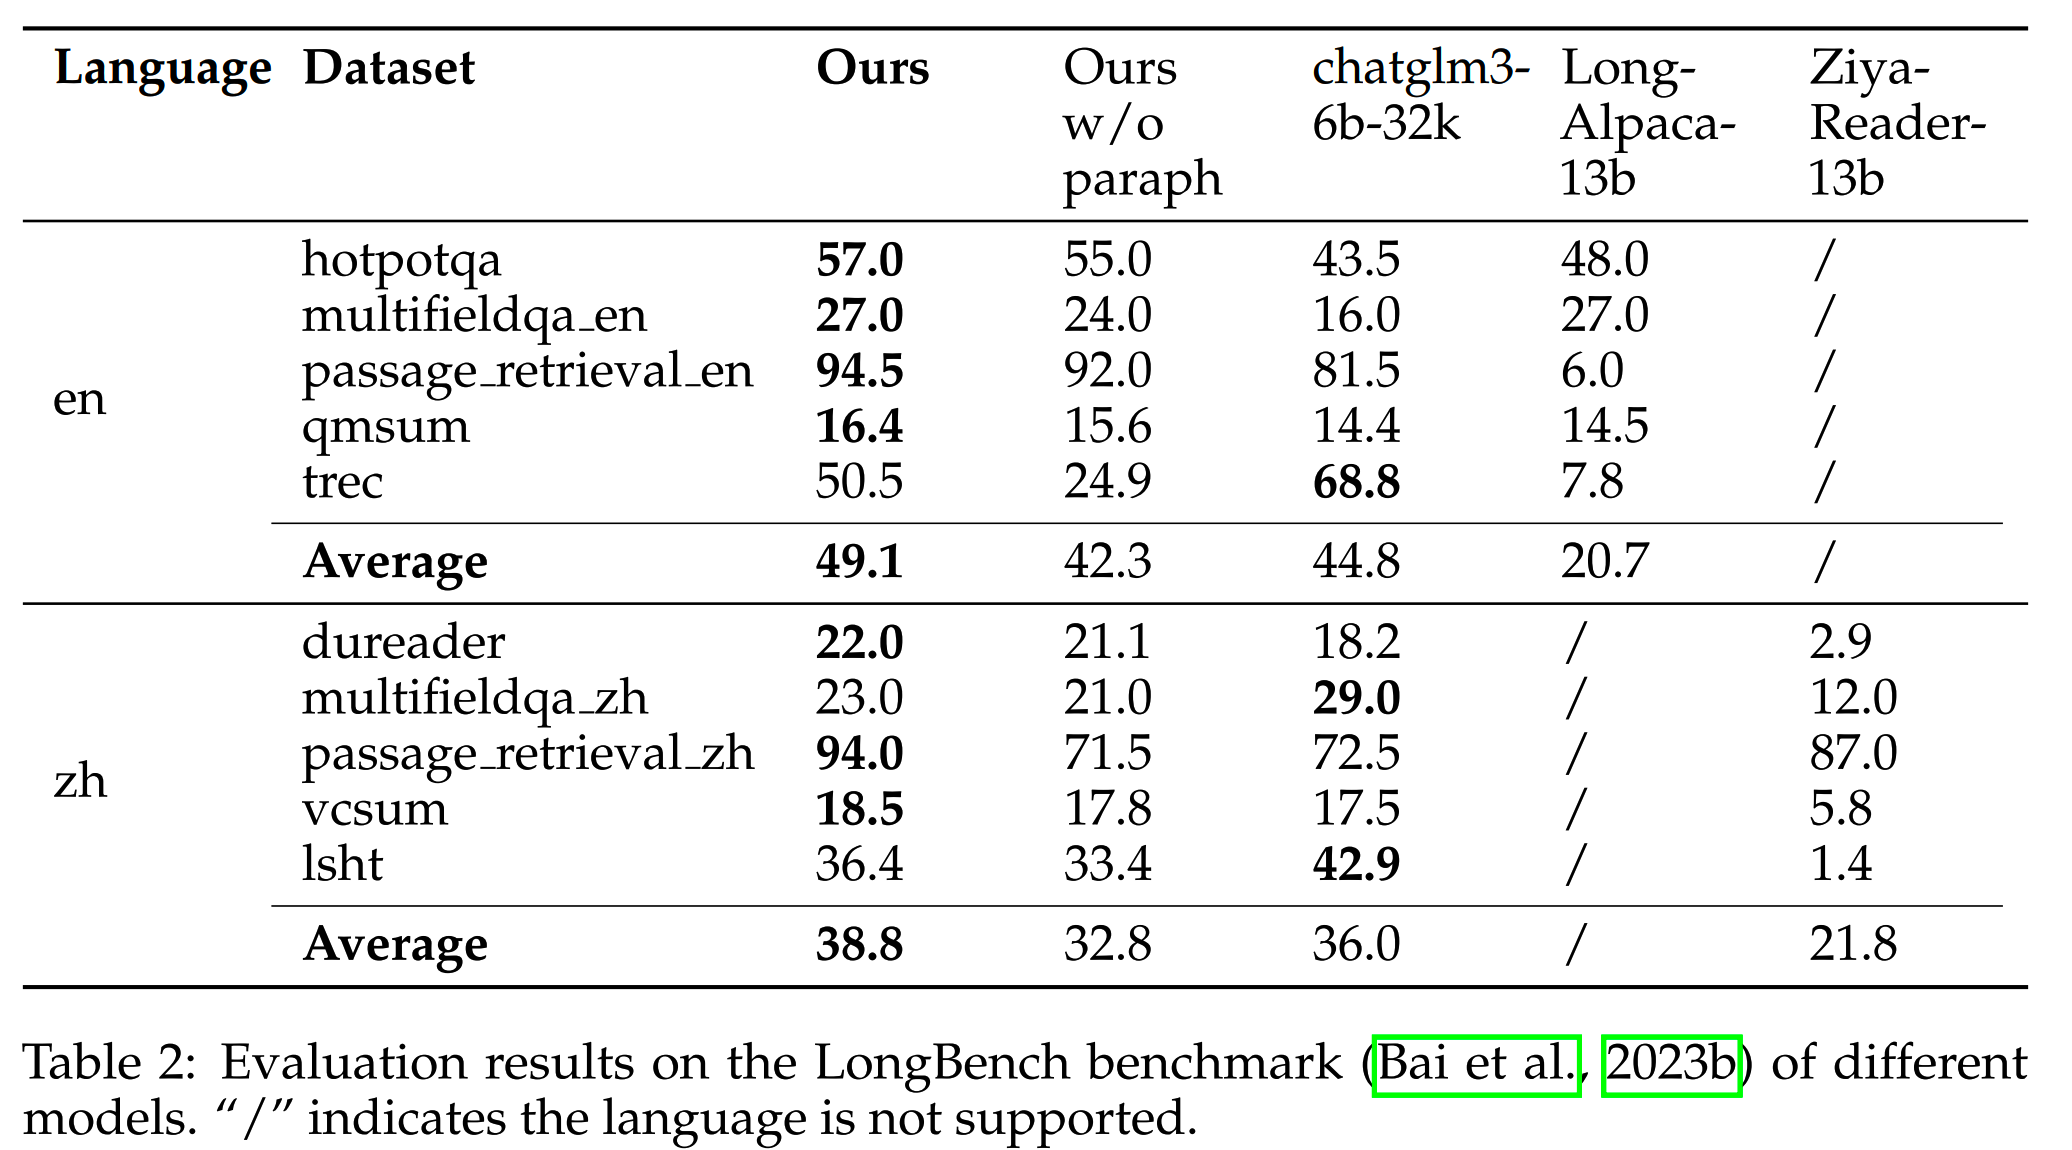 Language Dataset Ours Ours chatglm3- Long- Ziya-
w/o 6b-32k Alpaca- Reader-
paraph 13b 13b
hotpotqa 57.0 55.0 43.5 48.0 /
multifieldqa_en 27.0 24.0 16.0 27.0 /
passage_retrieval_en 94.5 92.0 81.5 6.0 /
en
qmsum 16.4 15.6 14.4 14.5 /
trec 50.5 24.9 68.8 7.8 /
Average 49.1 42.3 44.8 20.7 /
dureader 22.0 21.1 18.2 / 2.9
multifieldqa_zh 23.0 21.0 29.0 / 12.0
passage_retrieval_zh 94.0 71.5 72.5 / 87.0
zh
vcsum 18.5 17.8 17.5 / 5.8
lsht 36.4 33.4 42.9 / 1.4
Average 38.8 32.8 36.0 / 21.8
Table 2: Evaluation results on the LongBench benchmark (Bai et al., 2023b) of different
models. “/” indicates the language is not supported.